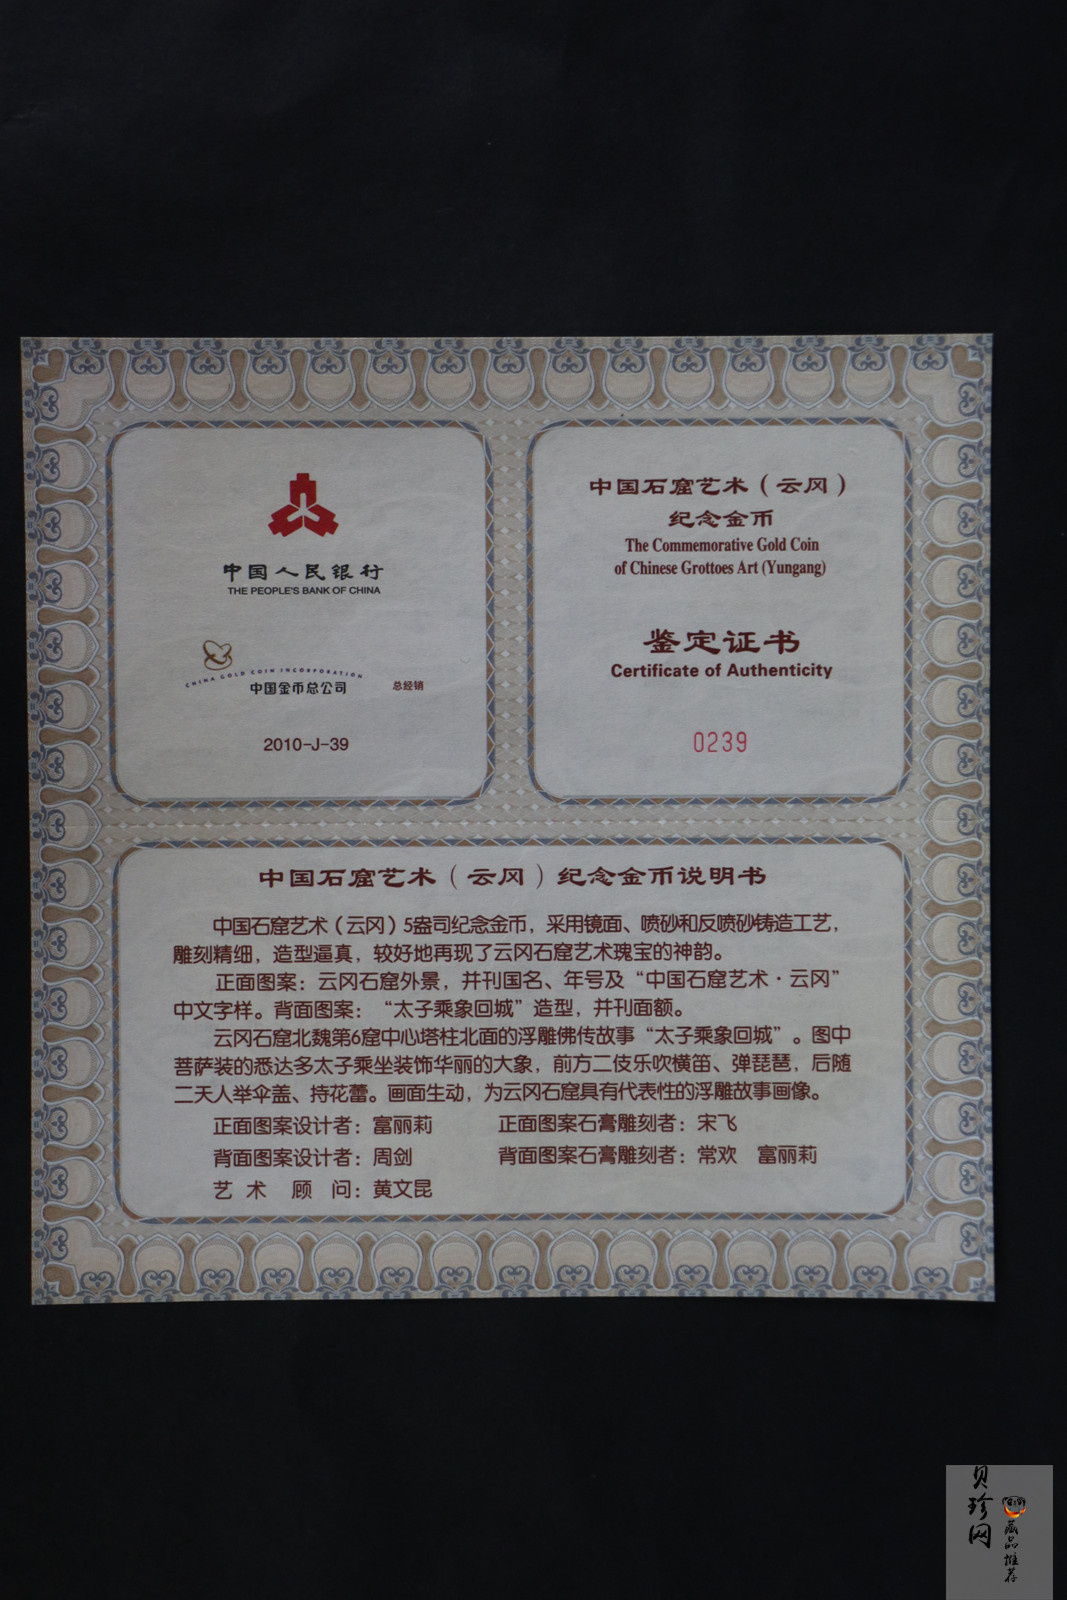 中国人民银行
THE PEOPLE'S BANK OF CHINA
CHINA GOLD COIN INCORPORATION
中国金币总公司 总经销
2010-J-39
中国石窟艺术（云冈）
纪念金币
The Commemorative Gold Coin
of Chinese Grottoes Art (Yungang)
鉴定证书
Certificate of Authenticity
0239
中国石窟艺术（云冈）纪念金币说明书
中国石窟艺术（云冈）5盎司纪念金币，采用镜面、喷砂和反喷砂铸造工艺，
雕刻精细，造型逼真，较好地再现了云冈石窟艺术瑰宝的神韵。
正面图案：云冈石窟外景，并刊国名、年号及“中国石窟艺术·云冈”
中文字样。背面图案：“太子乘象回城”造型，并刊面额。
云冈石窟北魏第6窟中心塔柱北面的浮雕佛传故事“太子乘象回城”。图中
菩萨装的悉达多太子乘坐装饰华丽的大象，前方二伎乐吹横笛、弹琵琶，后随
二天人举伞盖、持花蕾。画面生动，为云冈石窟具有代表性的浮雕故事画像。
正面图案设计者：富丽莉 正面图案石膏雕刻者：宋飞
背面图案设计者：周剑 背面图案石膏雕刻者：常欢 富丽莉
艺术顾问：黄文昆
贝珍网
藏品推荐